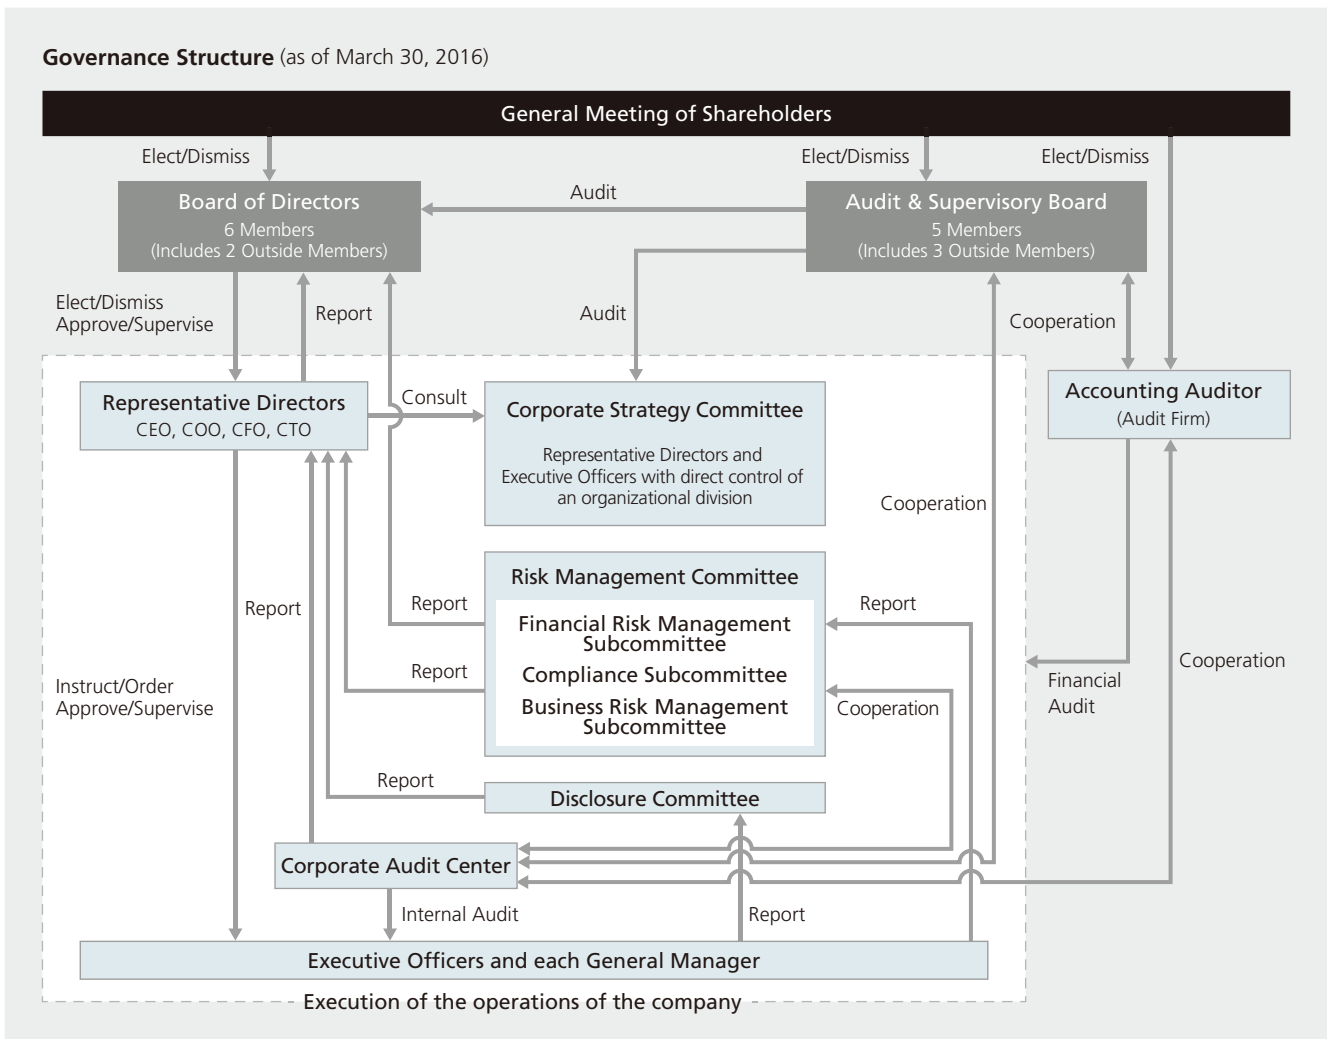 Governance Structure (as of March 30, 2016)
General Meeting of Shareholders
Elect/Dismiss
Elect/Dismiss
Elect/Dismiss
Board of Directors
6 Members
(Includes 2 Outside Members)
Audit
Audit & Supervisory Board
5 Members
(Includes 3 Outside Members)
Elect/Dismiss
Approve/Supervise
Report
Audit
Cooperation
Representative Directors
CEO, COO, CFO, CTO
Consult
Corporate Strategy Committee
Representative Directors and
Executive Officers with direct control of
an organizational division
Accounting Auditor
(Audit Firm)
Cooperation
Risk Management Committee
Financial Risk Management
Subcommittee
Compliance Subcommittee
Business Risk Management
Subcommittee
Report
Report
Report
Report
Instruct/Order
Approve/Supervise
Cooperation
Financial
Audit
Cooperation
Report
Disclosure Committee
Corporate Audit Center
Internal Audit
Report
Executive Officers and each General Manager
Execution of the operations of the company